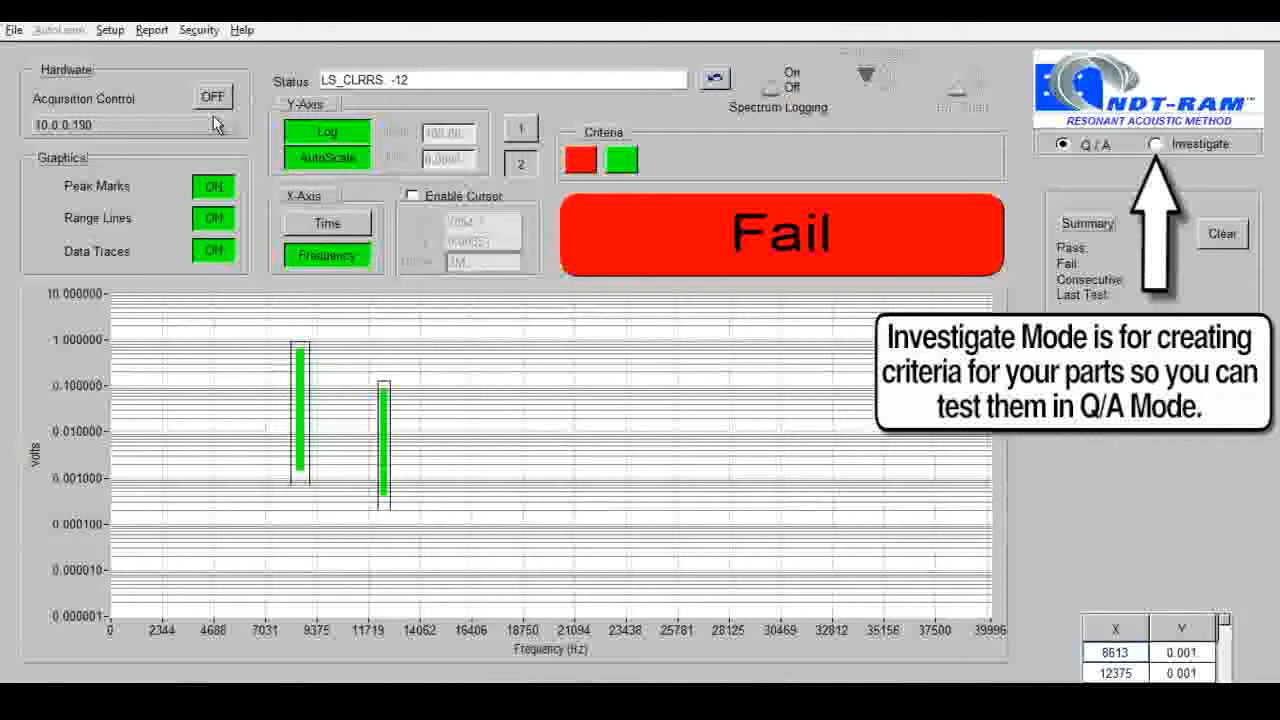 File Setup Report Security Help
Hardware
Acquisition Control OFF
10.0.0.190
Graphics
Peak Marks ON
Range Lines ON
Data Traces ON
Status LS_CLRRS. -12
Y-Axis
Log
AutoScale
1
2
X-Axis
Time
Frequency
Enable Cursor
On
Off
Spectrum Logging
Criteria
Fail
NDT-RAM™
RESONANT ACOUSTIC METHOD
Q / A Investigate
Summary
Clear
Pass:
Fail:
Consecutive
Last Test:
Investigate Mode is for creating
criteria for your parts so you can
test them in Q/A Mode.
10.000000
1.000000
0.100000
0.010000
0.001000
0.000100
0.000010
0.000001
volts
0 2344 4688 7031 9375 11719 14062 16406 18750 21094 23438 25781 28125 30469 32812 35156 37500 39996
Frequency (Hz)
X Y
8613 0.001
12375 0.001